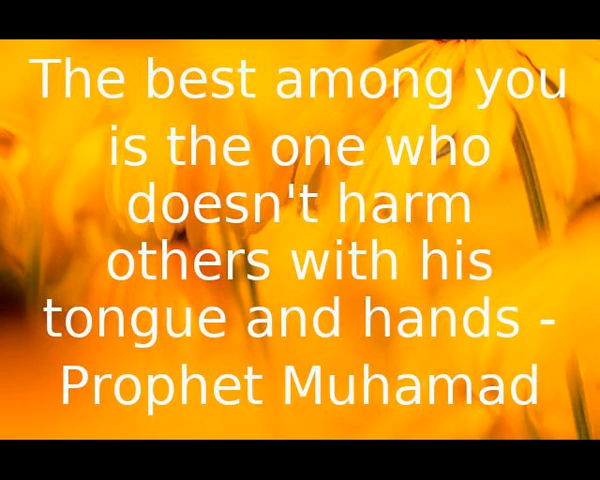 The best among you
is the one who
doesn't harm
others with his
tongue and hands -
Prophet Muhamad